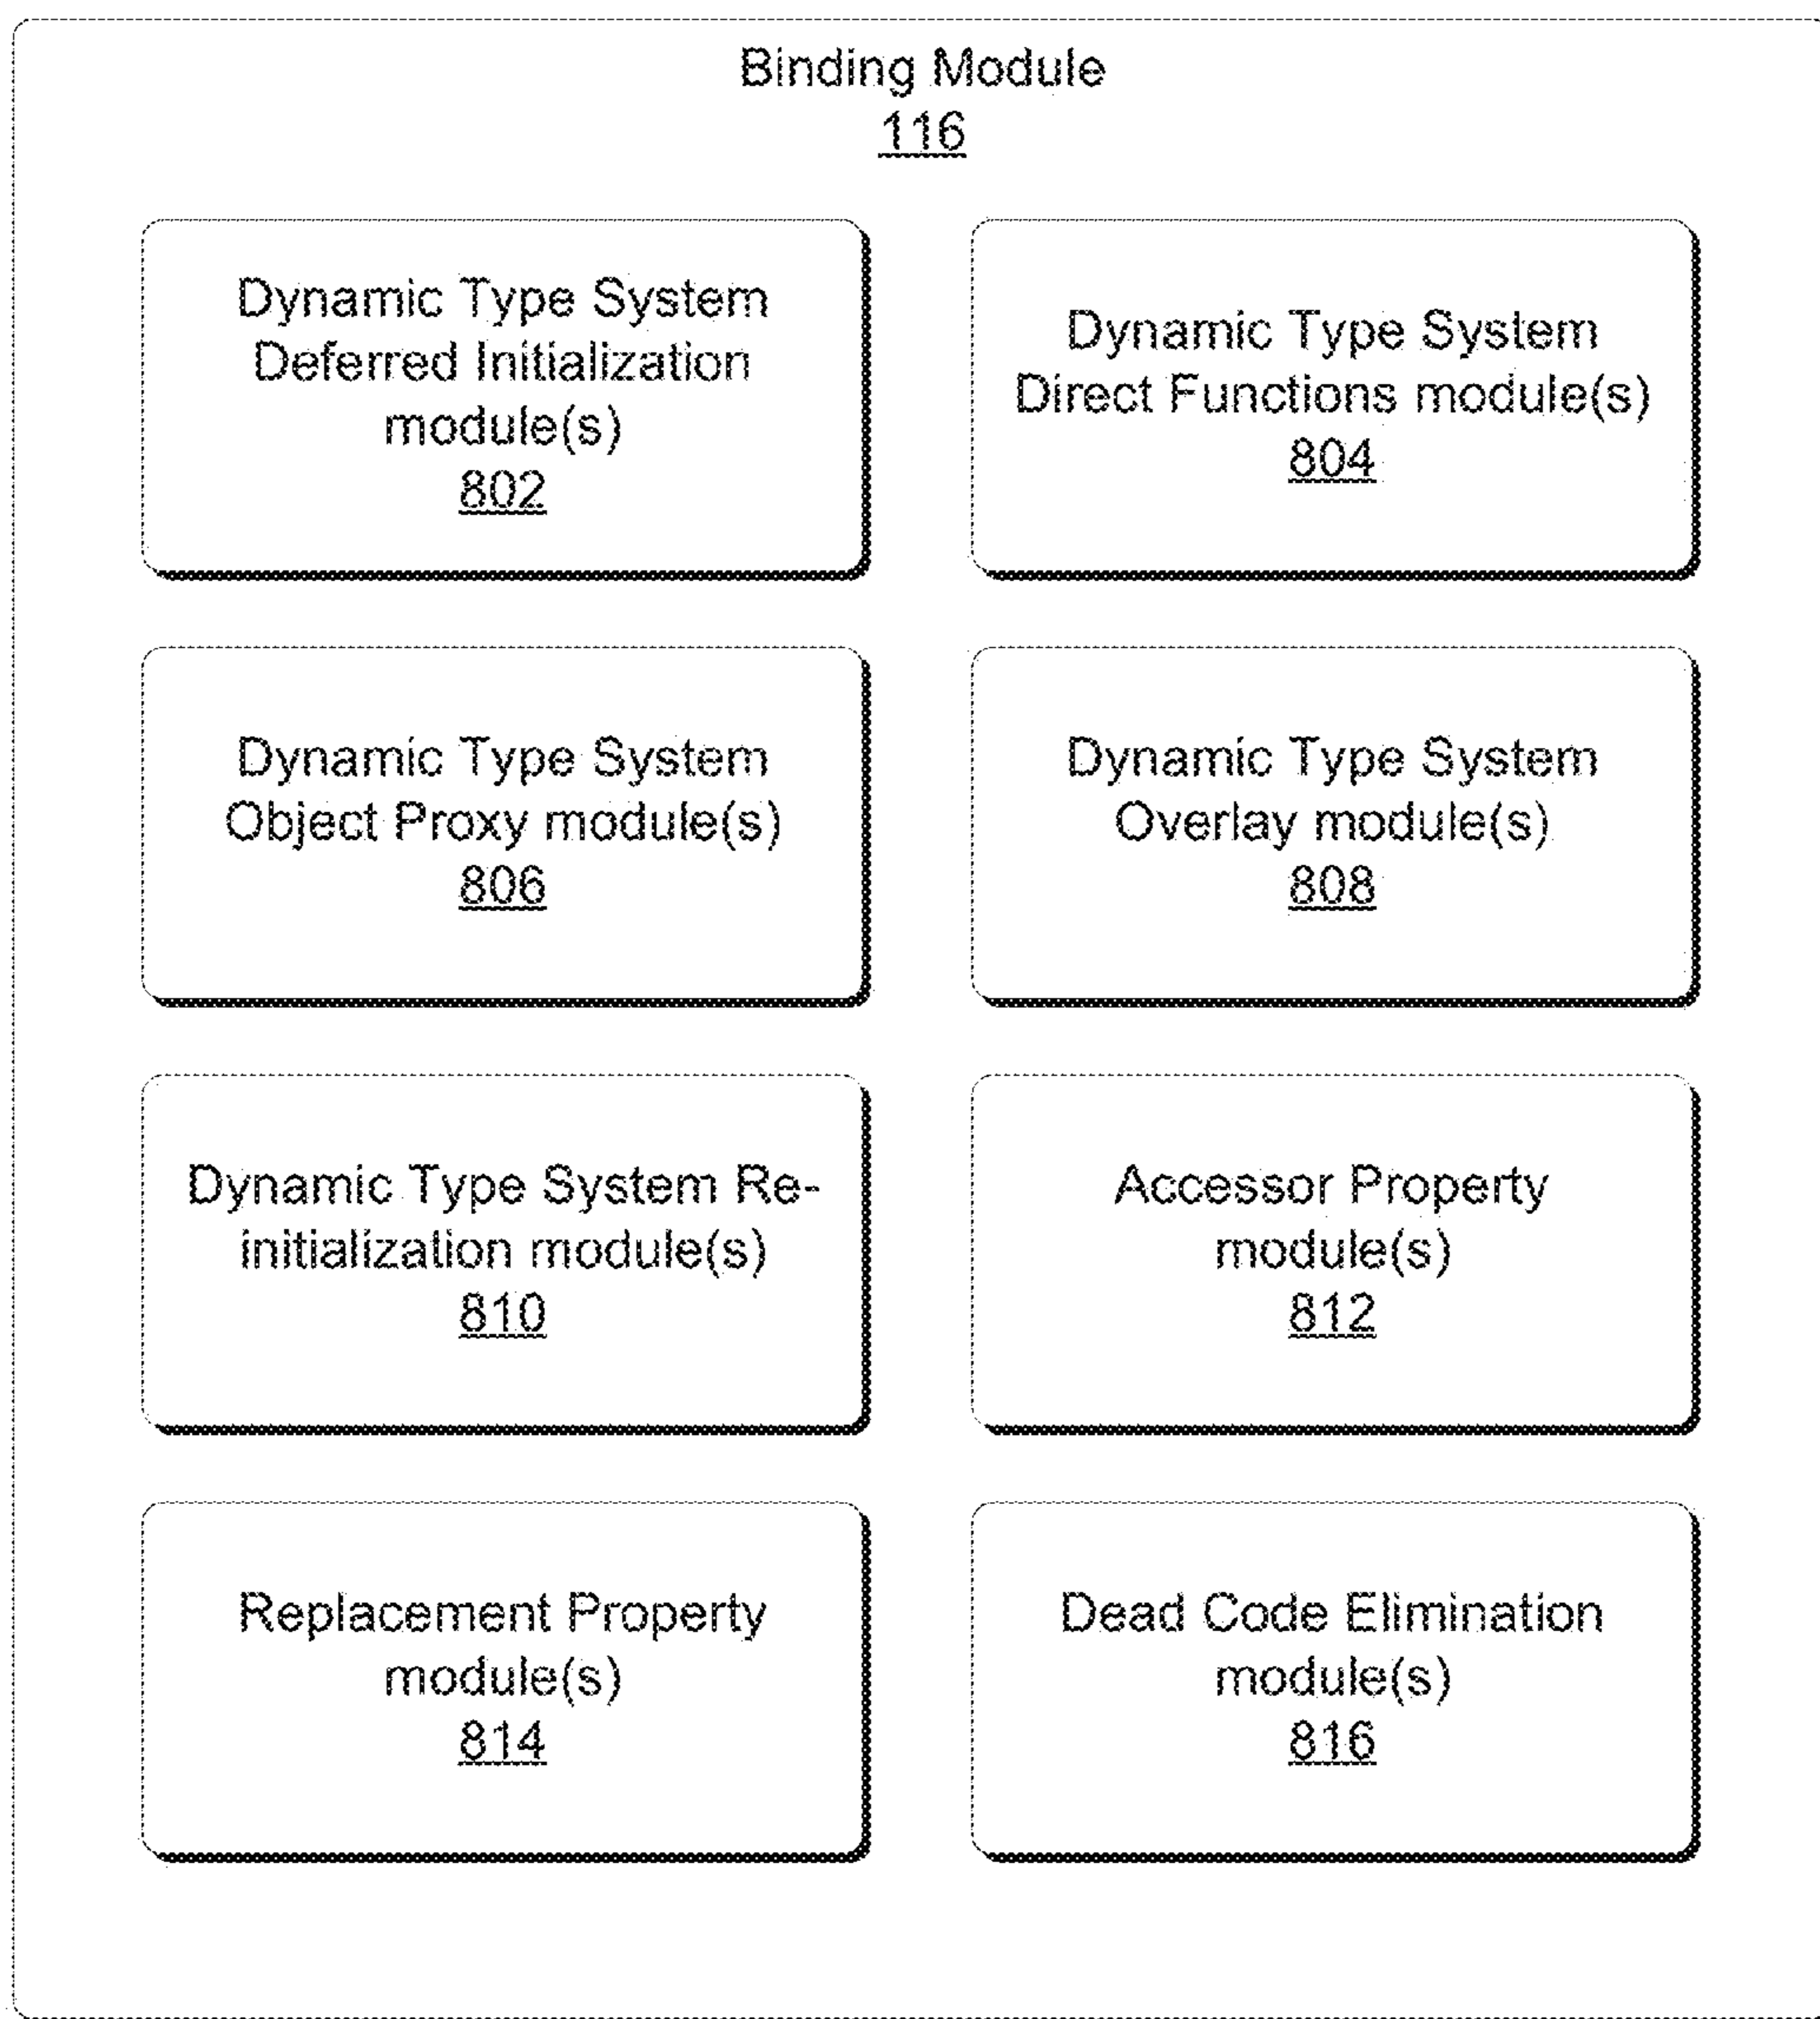 Binding Module
116
Dynamic Type System
Deferred Initialization
module(s)
802
Dynamic Type System
Direct Functions module(s)
804
Dynamic Type System
Object Proxy module(s)
806
Dynamic Type System
Overlay module(s)
808
Dynamic Type System Re-
initialization module(s)
810
Accessor Property
module(s)
812
Replacement Property
module(s)
814
Dead Code Elimination
module(s)
816